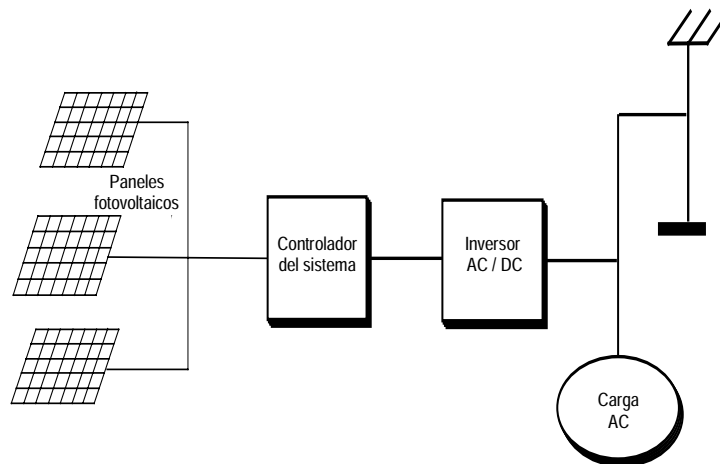 Paneles
fotovoltaicos
Controlador
del sistema
Inversor
AC / DC
Carga
AC